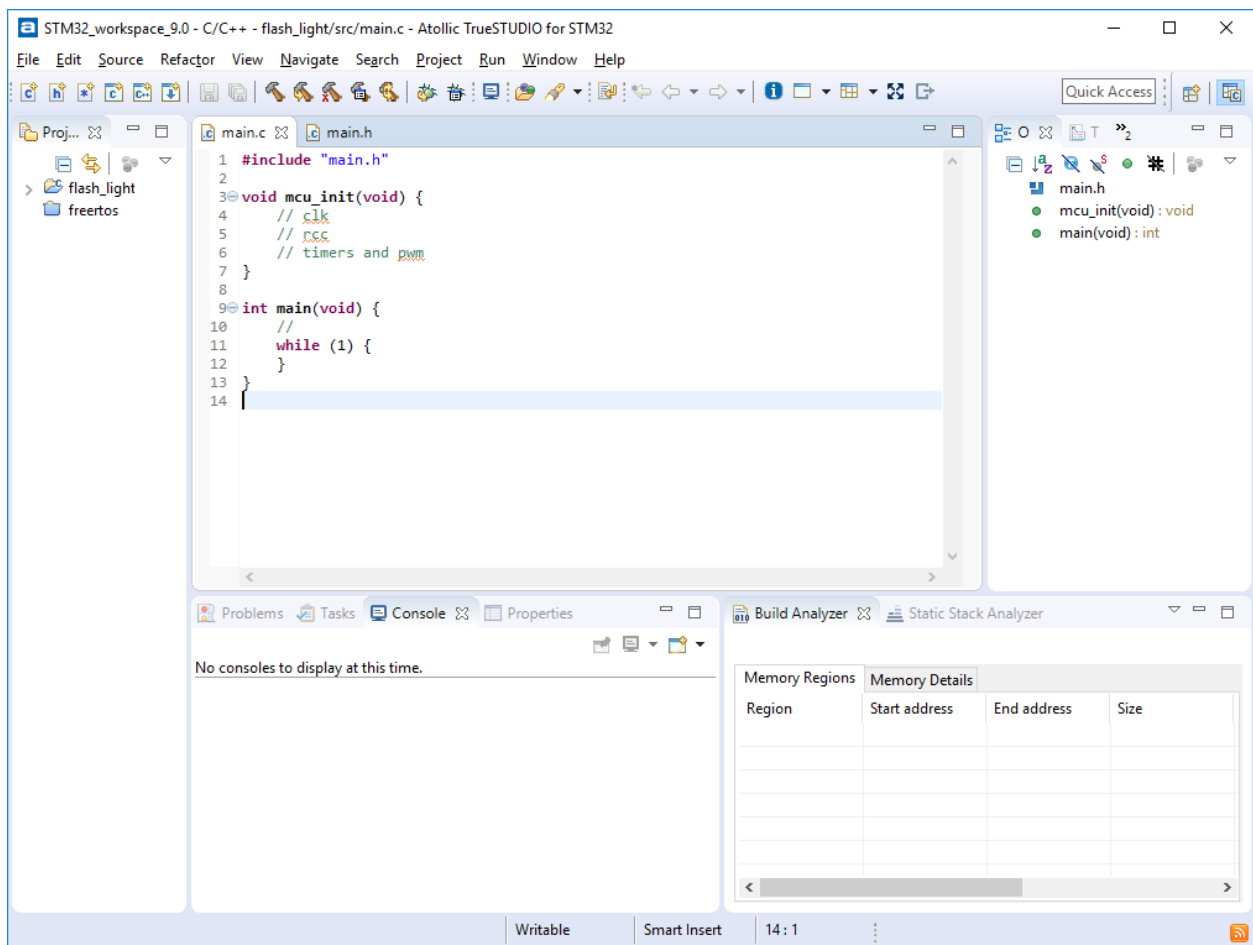 STM32_workspace_9.0 - C/C++ - flash_light/src/main.c - Atollic TrueSTUDIO for STM32
File Edit Source Refactor View Navigate Search Project Run Window Help
Quick Access
Proj...
flash_light
freertos
main.c main.h
1 #include "main.h"
2
3 void mcu_init(void) {
4     // clk
5     // rcc
6     // timers and pwm
7 }
8
9 int main(void) {
10     //
11     while (1) {
12     }
13 }
14
O T »2
main.h
mcu_init(void) : void
main(void) : int
Problems Tasks Console Properties
No consoles to display at this time.
Build Analyzer Static Stack Analyzer
Memory Regions Memory Details
Region Start address End address Size
Writable Smart Insert 14 : 1